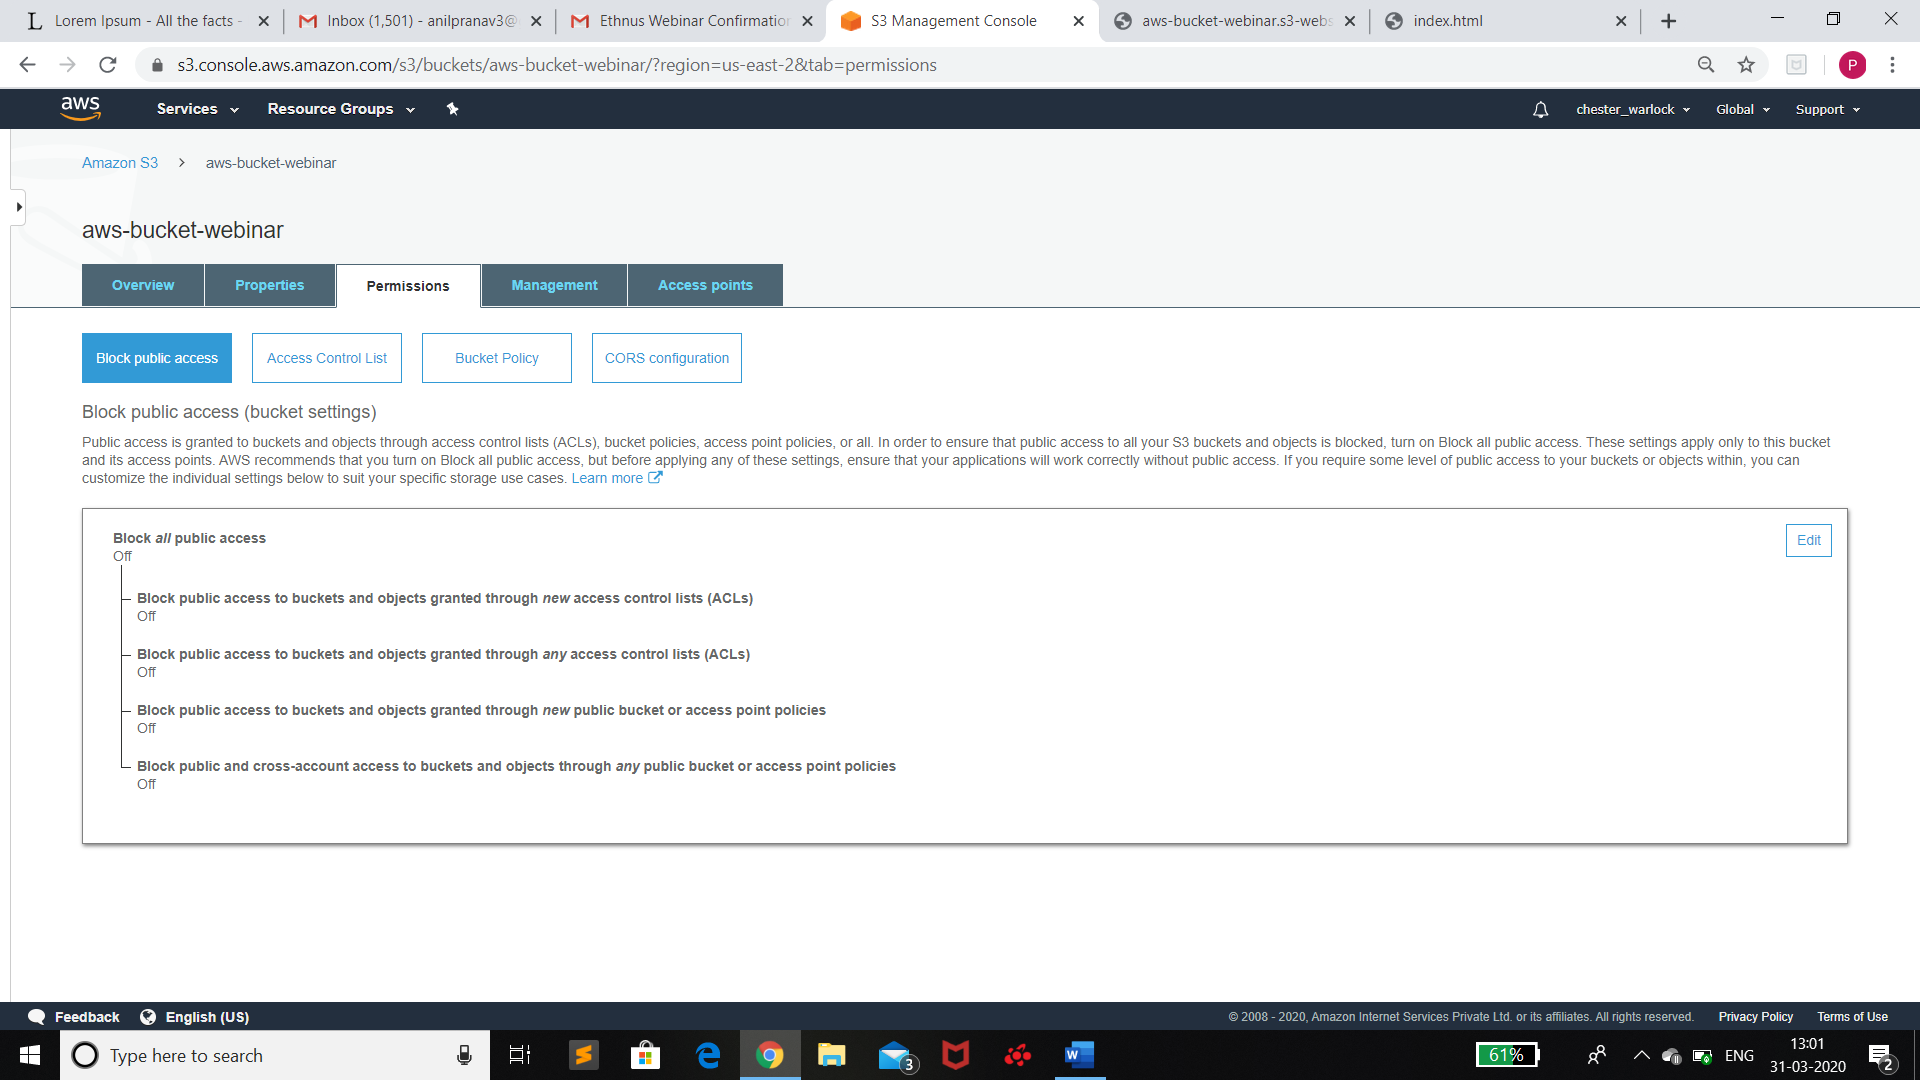 Lorem Ipsum - All the facts -
Inbox (1,501) - anilpranav3@
Ethnus Webinar Confirmation
S3 Management Console
aws-bucket-webinar.s3-webs
index.html
s3.console.aws.amazon.com/s3/buckets/aws-bucket-webinar/?region=us-east-2&tab=permissions
P
aws
Services
Resource Groups
chester_warlock
Global
Support
Amazon S3 > aws-bucket-webinar
aws-bucket-webinar
Overview
Properties
Permissions
Management
Access points
Block public access
Access Control List
Bucket Policy
CORS configuration
Block public access (bucket settings)
Public access is granted to buckets and objects through access control lists (ACLs), bucket policies, access point policies, or all. In order to ensure that public access to all your S3 buckets and objects is blocked, turn on Block all public access. These settings apply only to this bucket
and its access points. AWS recommends that you turn on Block all public access, but before applying any of these settings, ensure that your applications will work correctly without public access. If you require some level of public access to your buckets or objects within, you can
customize the individual settings below to suit your specific storage use cases. Learn more
Block all public access
Edit
Off
Block public access to buckets and objects granted through new access control lists (ACLs)
Off
Block public access to buckets and objects granted through any access control lists (ACLs)
Off
Block public access to buckets and objects granted through new public bucket or access point policies
Off
Block public and cross-account access to buckets and objects through any public bucket or access point policies
Off
Feedback
English (US)
© 2008 - 2020, Amazon Internet Services Private Ltd. or its affiliates. All rights reserved.
Privacy Policy
Terms of Use
Type here to search
3
61%
ENG
13:01
31-03-2020
2